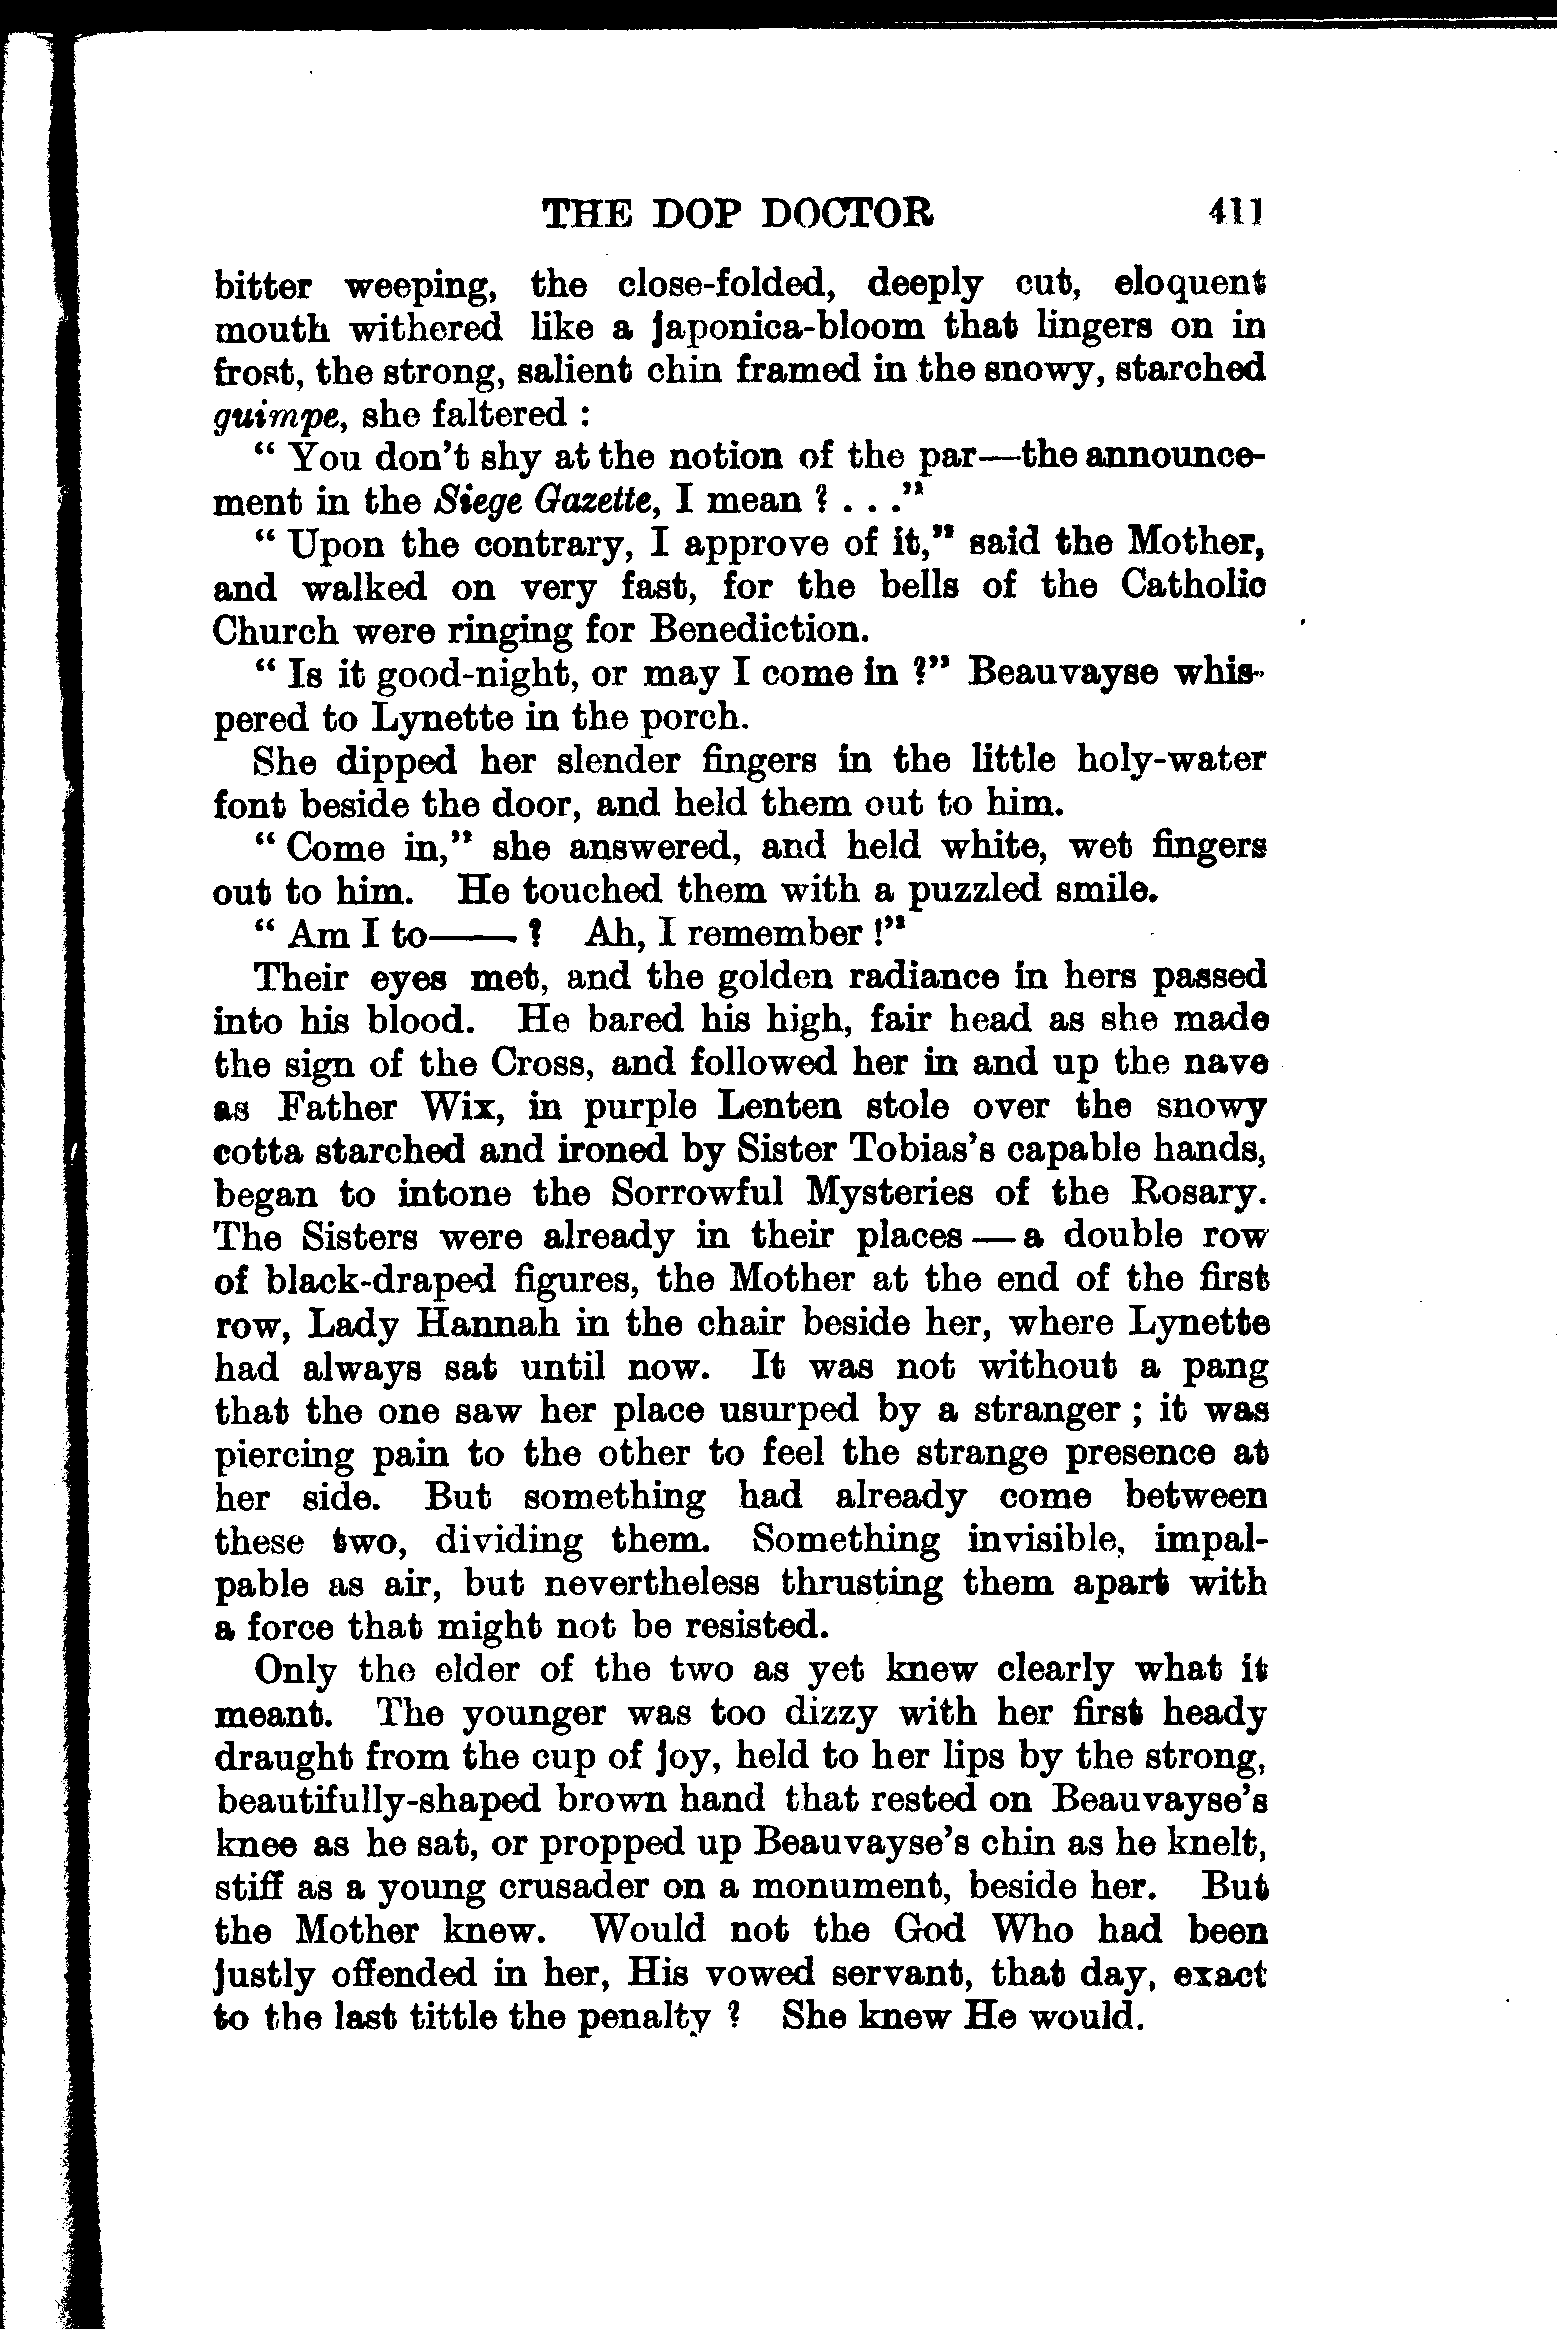 THE DOP DOCTOR 411
bitter weeping, the close-folded, deeply cut, eloquent
mouth withered like a japonica-bloom that lingers on in
frost, the strong, salient chin framed in the snowy, starched
guimpe, she faltered :
“ You don’t shy at the notion of the par—the announce-
ment in the Siege Gazette, I mean ? . . .”
“ Upon the contrary, I approve of it,” said the Mother,
and walked on very fast, for the bells of the Catholic
Church were ringing for Benediction.
“ Is it good-night, or may I come in ?” Beauvayse whis-
pered to Lynette in the porch.
She dipped her slender fingers in the little holy-water
font beside the door, and held them out to him.
“ Come in,” she answered, and held white, wet fingers
out to him. He touched them with a puzzled smile.
“ Am I to—— ? Ah, I remember !”
Their eyes met, and the golden radiance in hers passed
into his blood. He bared his high, fair head as she made
the sign of the Cross, and followed her in and up the nave
as Father Wix, in purple Lenten stole over the snowy
cotta starched and ironed by Sister Tobias’s capable hands,
began to intone the Sorrowful Mysteries of the Rosary.
The Sisters were already in their places — a double row
of black-draped figures, the Mother at the end of the first
row, Lady Hannah in the chair beside her, where Lynette
had always sat until now. It was not without a pang
that the one saw her place usurped by a stranger ; it was
piercing pain to the other to feel the strange presence at
her side. But something had already come between
these two, dividing them. Something invisible, impal-
pable as air, but nevertheless thrusting them apart with
a force that might not be resisted.
Only the elder of the two as yet knew clearly what it
meant. The younger was too dizzy with her first heady
draught from the cup of joy, held to her lips by the strong,
beautifully-shaped brown hand that rested on Beauvayse’s
knee as he sat, or propped up Beauvayse’s chin as he knelt,
stiff as a young crusader on a monument, beside her. But
the Mother knew. Would not the God Who had been
justly offended in her, His vowed servant, that day, exact
to the last tittle the penalty ? She knew He would.